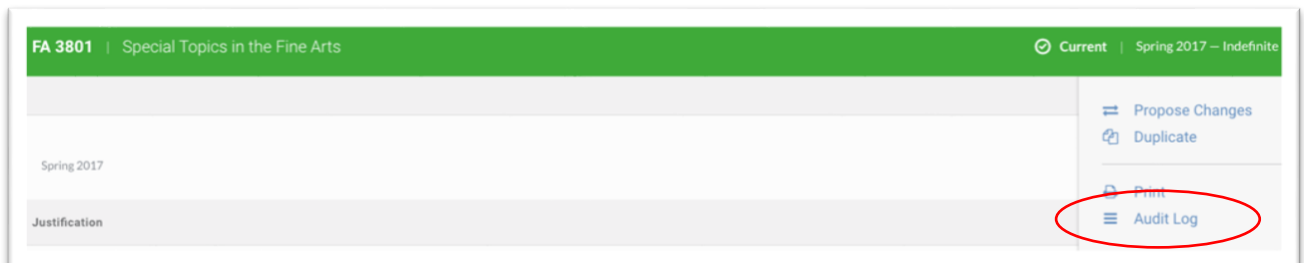 FA 3801 | Special Topics in the Fine Arts
Current | Spring 2017 – Indefinite
Propose Changes
Duplicate
Spring 2017
Print
Justification
Audit Log